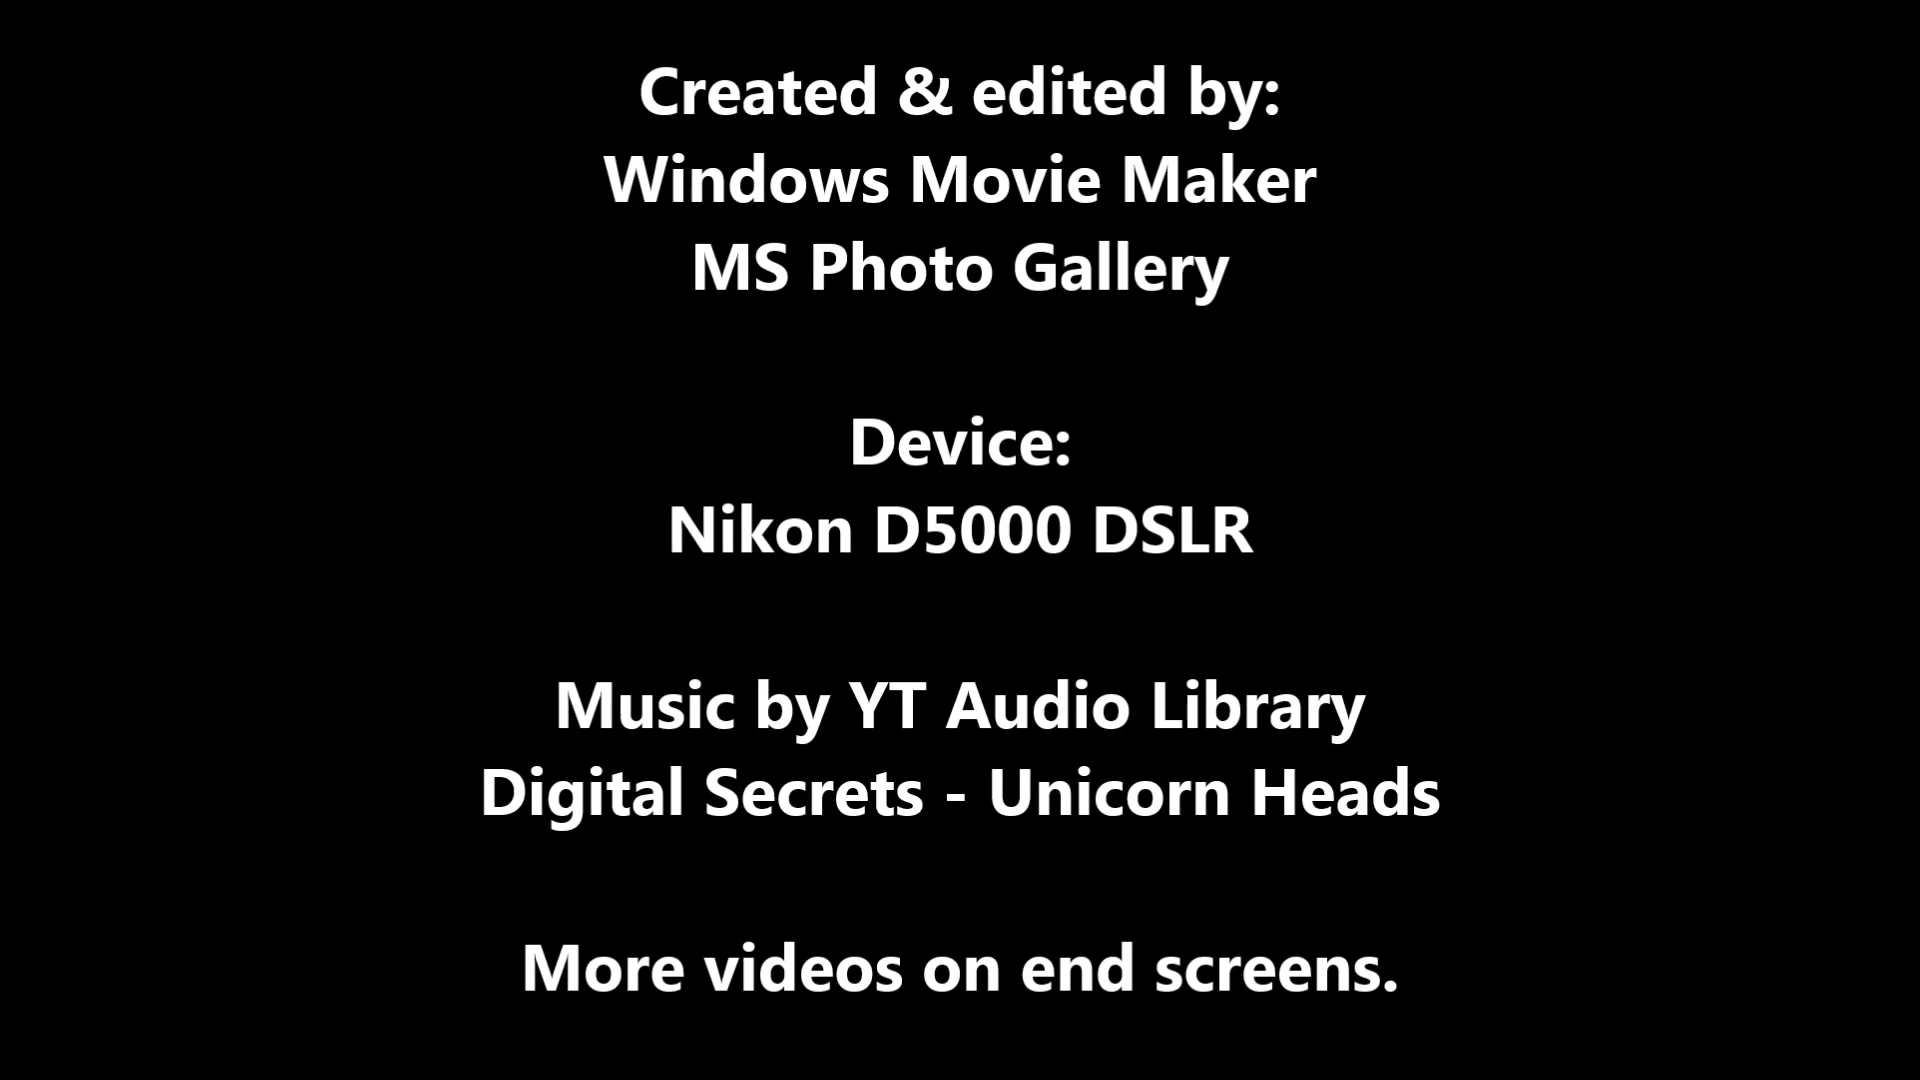 Created & edited by:
Windows Movie Maker
MS Photo Gallery
Device:
Nikon D5000 DSLR
Music by YT Audio Library
Digital Secrets - Unicorn Heads
More videos on end screens.